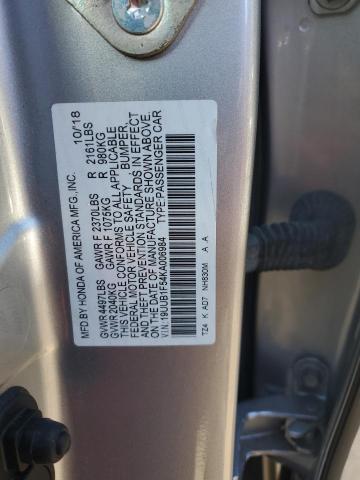 MFD.BY HONDA OF AMERICA MFG.,INC. 10/18
GVWR 4497LBS GAWR F 2370LBS R 2161LBS
GVWR 2040KG GAWR F 1075KG R 980KG
THIS VEHICLE CONFORMS TO ALL APPLICABLE
FEDERAL MOTOR VEHICLE SAFETY, BUMPER,
AND THEFT PREVENTION STANDARDS IN EFFECT
ON THE DATE OF MANUFACTURE SHOWN ABOVE.
V.I.N.:19UUB1F54KA006984 TYPE:PASSENGER CAR
TZ4 K AD7 NH830M A A